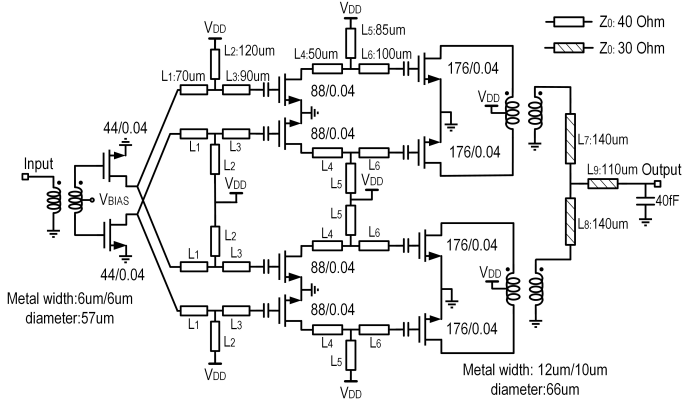 VDD
L5:85um
Z0: 40 Ohm
Z0: 30 Ohm
L2:120um
L4:50um
L6:100um
L1:70um
L3:90um
176/0.04
88/0.04
VDD
44/0.04
L1
L3
88/0.04
176/0.04
L7:140um
Input
L2
L4
L6
L9:110um
Output
VBIAS
VDD
L5
VDD
40fF
L2
L5
L8:140um
44/0.04
L4
L6
176/0.04
L1
L3
88/0.04
VDD
Metal width:6um/6um
diameter:57um
88/0.04
L1
L3
176/0.04
L2
L4
L6
VDD
L5
VDD
Metal width: 12um/10um
diameter:66um
VDD